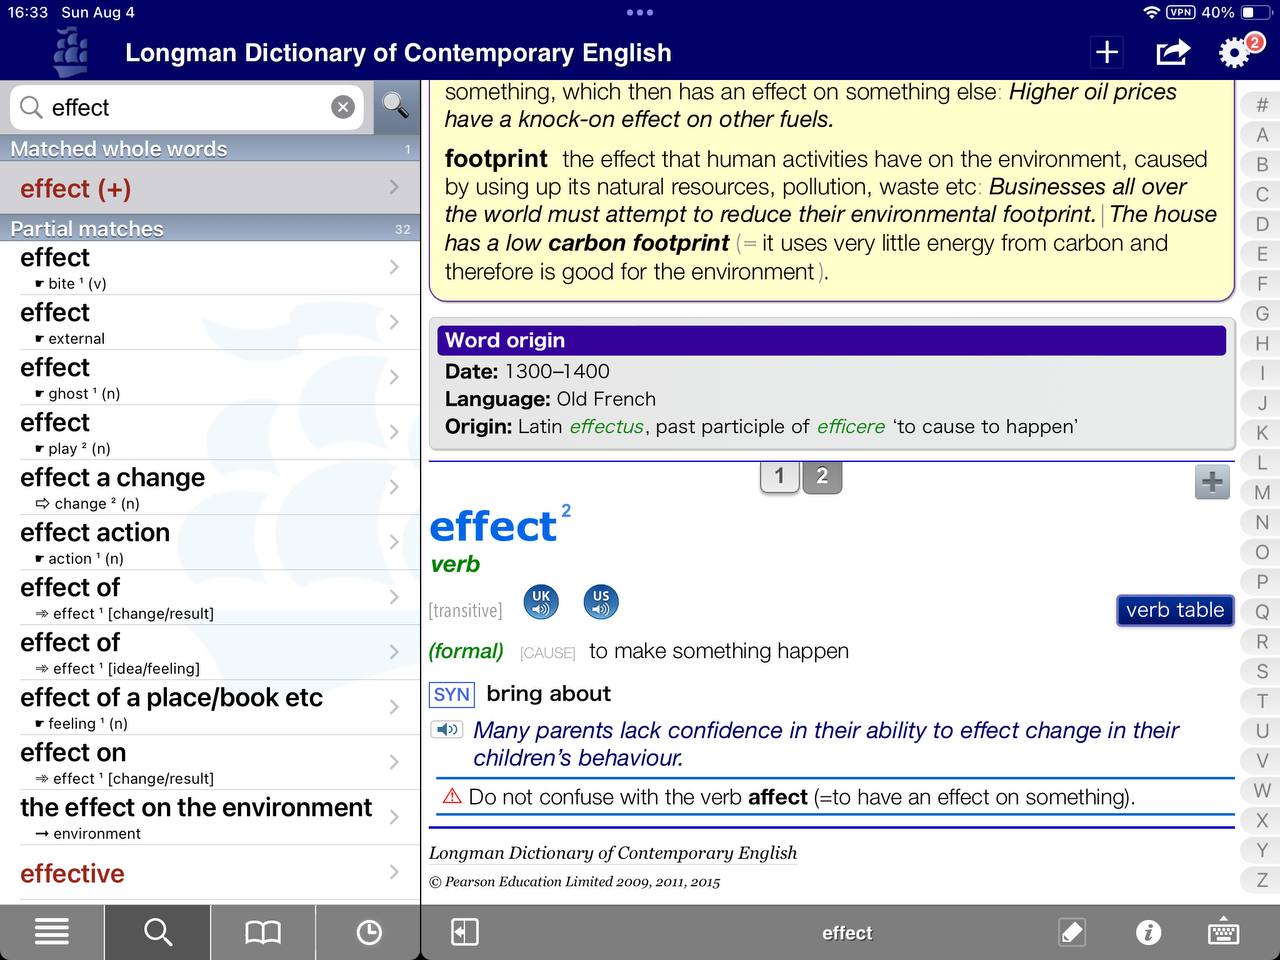 16:33 Sun Aug 4
VPN 40%
Longman Dictionary of Contemporary English
2
effect
Matched whole words 1
effect (+)
Partial matches 32
effect
☛ bite ¹ (v)
effect
☛ external
effect
☛ ghost ¹ (n)
effect
☛ play ² (n)
effect a change
⇨ change ² (n)
effect action
☛ action ¹ (n)
effect of
➾ effect ¹ [change/result]
effect of
➾ effect ¹ [idea/feeling]
effect of a place/book etc
☛ feeling ¹ (n)
effect on
➾ effect ¹ [change/result]
the effect on the environment
→ environment
effective
something, which then has an effect on something else: Higher oil prices
have a knock-on effect on other fuels.
footprint the effect that human activities have on the environment, caused
by using up its natural resources, pollution, waste etc: Businesses all over
the world must attempt to reduce their environmental footprint. | The house
has a low carbon footprint (= it uses very little energy from carbon and
therefore is good for the environment).
Word origin
Date: 1300–1400
Language: Old French
Origin: Latin effectus, past participle of efficere ‘to cause to happen’
1 2
effect ²
verb
[transitive] UK US
verb table
(formal) [CAUSE] to make something happen
SYN bring about
Many parents lack confidence in their ability to effect change in their
children’s behaviour.
⚠ Do not confuse with the verb affect (=to have an effect on something).
Longman Dictionary of Contemporary English
© Pearson Education Limited 2009, 2011, 2015
effect
#
A
B
C
D
E
F
G
H
I
J
K
L
M
N
O
P
Q
R
S
T
U
V
W
X
Y
Z